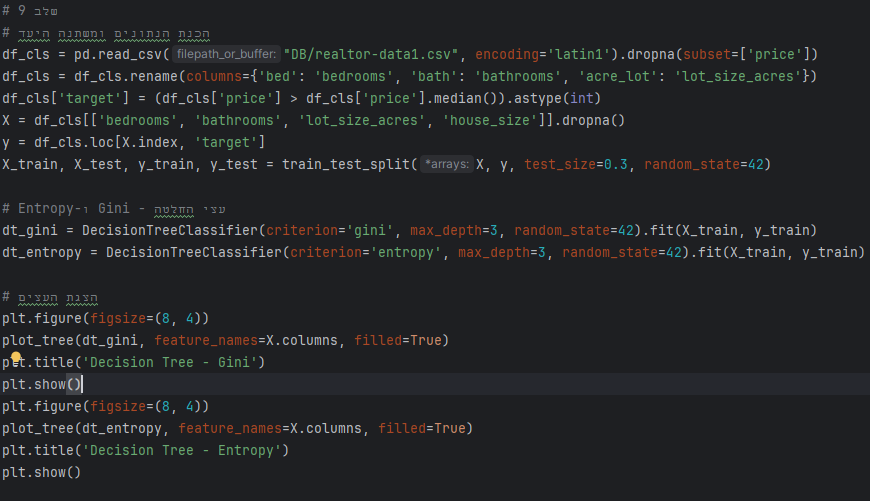 # שלב 9
# הכנת הנתונים ומשתנה היעד
df_cls = pd.read_csv( filepath_or_buffer: "DB/realtor-data1.csv", encoding='latin1').dropna(subset=['price'])
df_cls = df_cls.rename(columns={'bed': 'bedrooms', 'bath': 'bathrooms', 'acre_lot': 'lot_size_acres'})
df_cls['target'] = (df_cls['price'] > df_cls['price'].median()).astype(int)
X = df_cls[['bedrooms', 'bathrooms', 'lot_size_acres', 'house_size']].dropna()
y = df_cls.loc[X.index, 'target']
X_train, X_test, y_train, y_test = train_test_split( *arrays: X, y, test_size=0.3, random_state=42)
# עצי החלטה - Gini ו-Entropy
dt_gini = DecisionTreeClassifier(criterion='gini', max_depth=3, random_state=42).fit(X_train, y_train)
dt_entropy = DecisionTreeClassifier(criterion='entropy', max_depth=3, random_state=42).fit(X_train, y_train)
# הצגת העצים
plt.figure(figsize=(8, 4))
plot_tree(dt_gini, feature_names=X.columns, filled=True)
plt.title('Decision Tree - Gini')
plt.show()
plt.figure(figsize=(8, 4))
plot_tree(dt_entropy, feature_names=X.columns, filled=True)
plt.title('Decision Tree - Entropy')
plt.show()